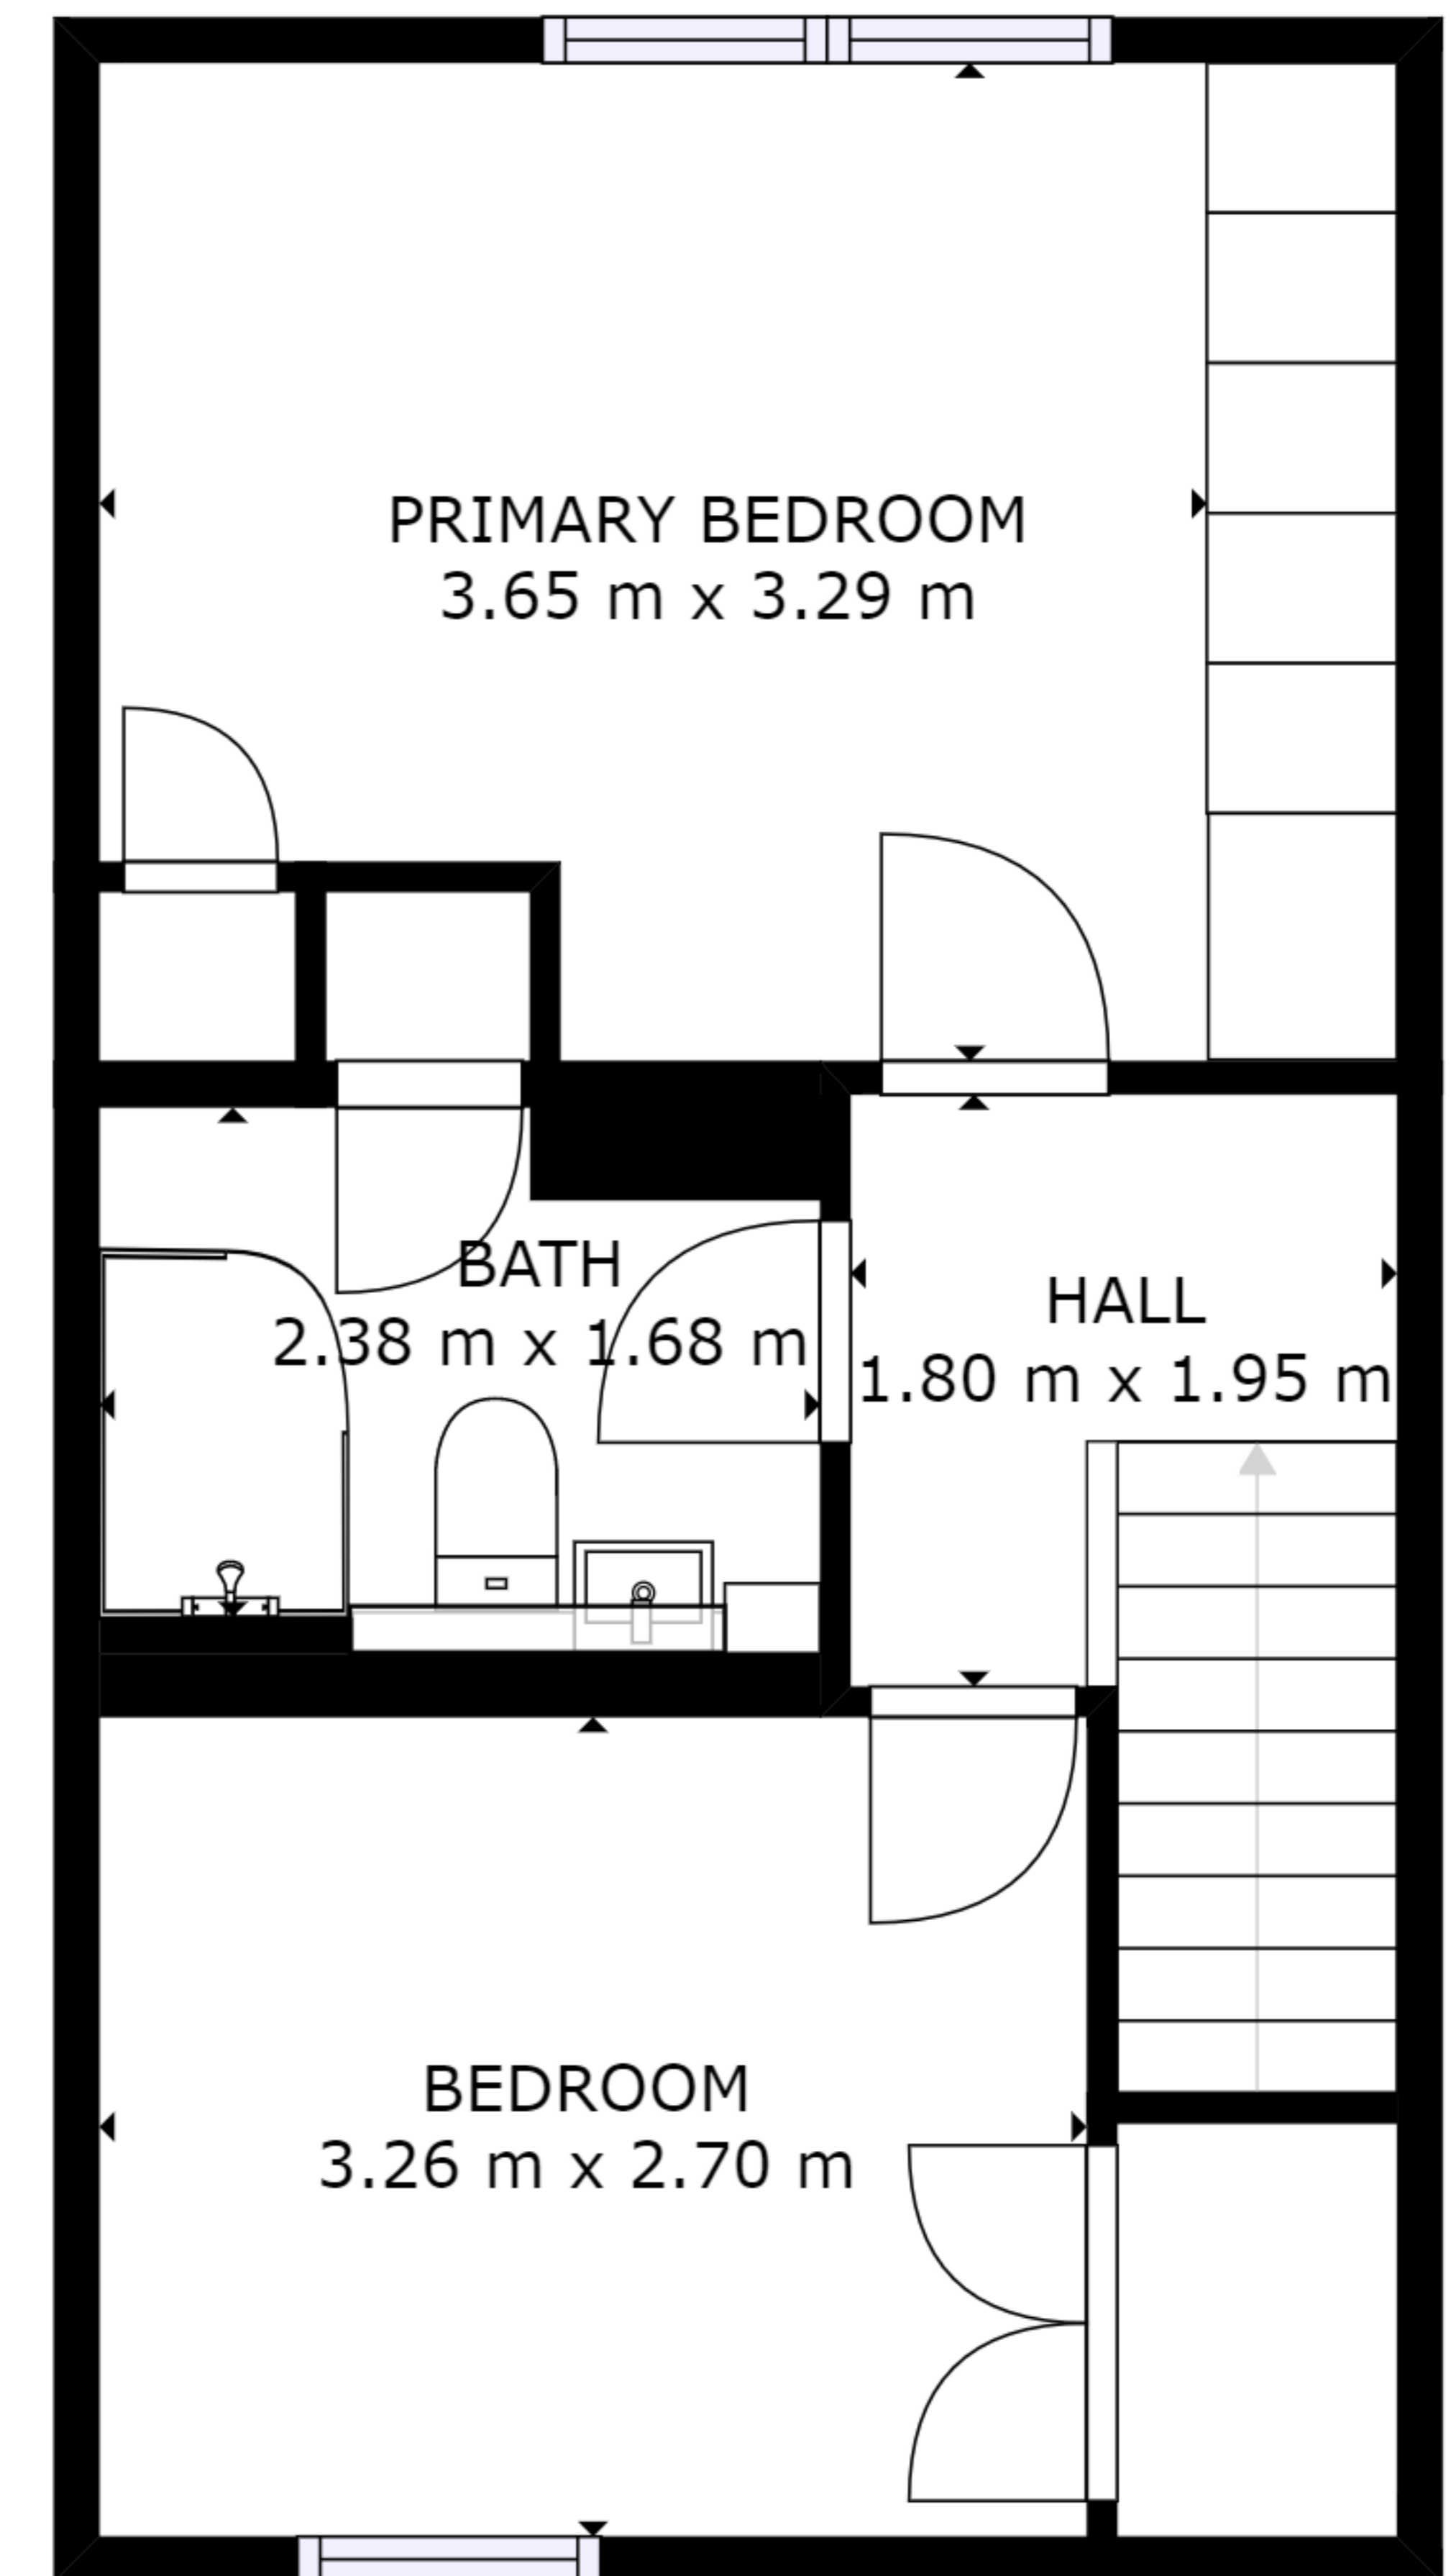 PRIMARY BEDROOM
3.65 m x 3.29 m
BATH
2.38 m x 1.68 m
HALL
1.80 m x 1.95 m
BEDROOM
3.26 m x 2.70 m